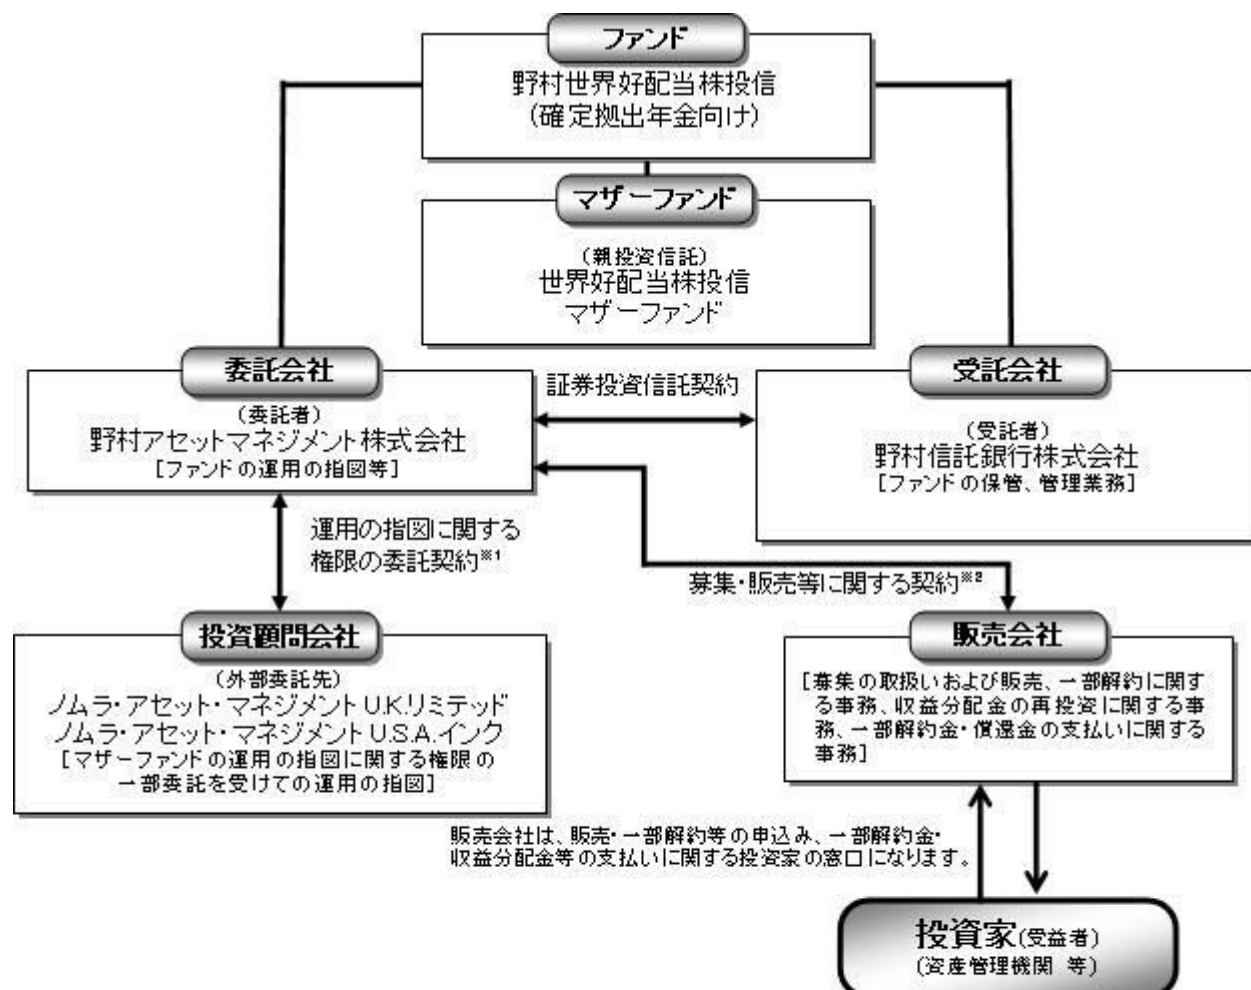 ファンド
野村世界好配当株投信
(確定拠出年金向け)
マザーファンド
(親投資信託)
世界好配当株投信
マザーファンド
委託会社
(委託者)
野村アセットマネジメント株式会社
[ファンドの運用の指図等]
証券投資信託契約
受託会社
(受託者)
野村信託銀行株式会社
[ファンドの保管、管理業務]
運用の指図に関する
権限の委託契約※1
募集・販売等に関する契約※2
投資顧問会社
(外部委託先)
ノムラ・アセット・マネジメント U.K.リミテッド
ノムラ・アセット・マネジメント U.S.A.インク
[マザーファンドの運用の指図に関する権限の
一部委託を受けての運用の指図]
販売会社
[募集の取扱いおよび販売、一部解約に関す
る事務、収益分配金の再投資に関する事
務、一部解約金・償還金の支払いに関する
事務]
販売会社は、販売・一部解約等の申込み、一部解約金・
収益分配金等の支払いに関する投資家の窓口になります。
投資家(受益者)
(資産管理機関 等)